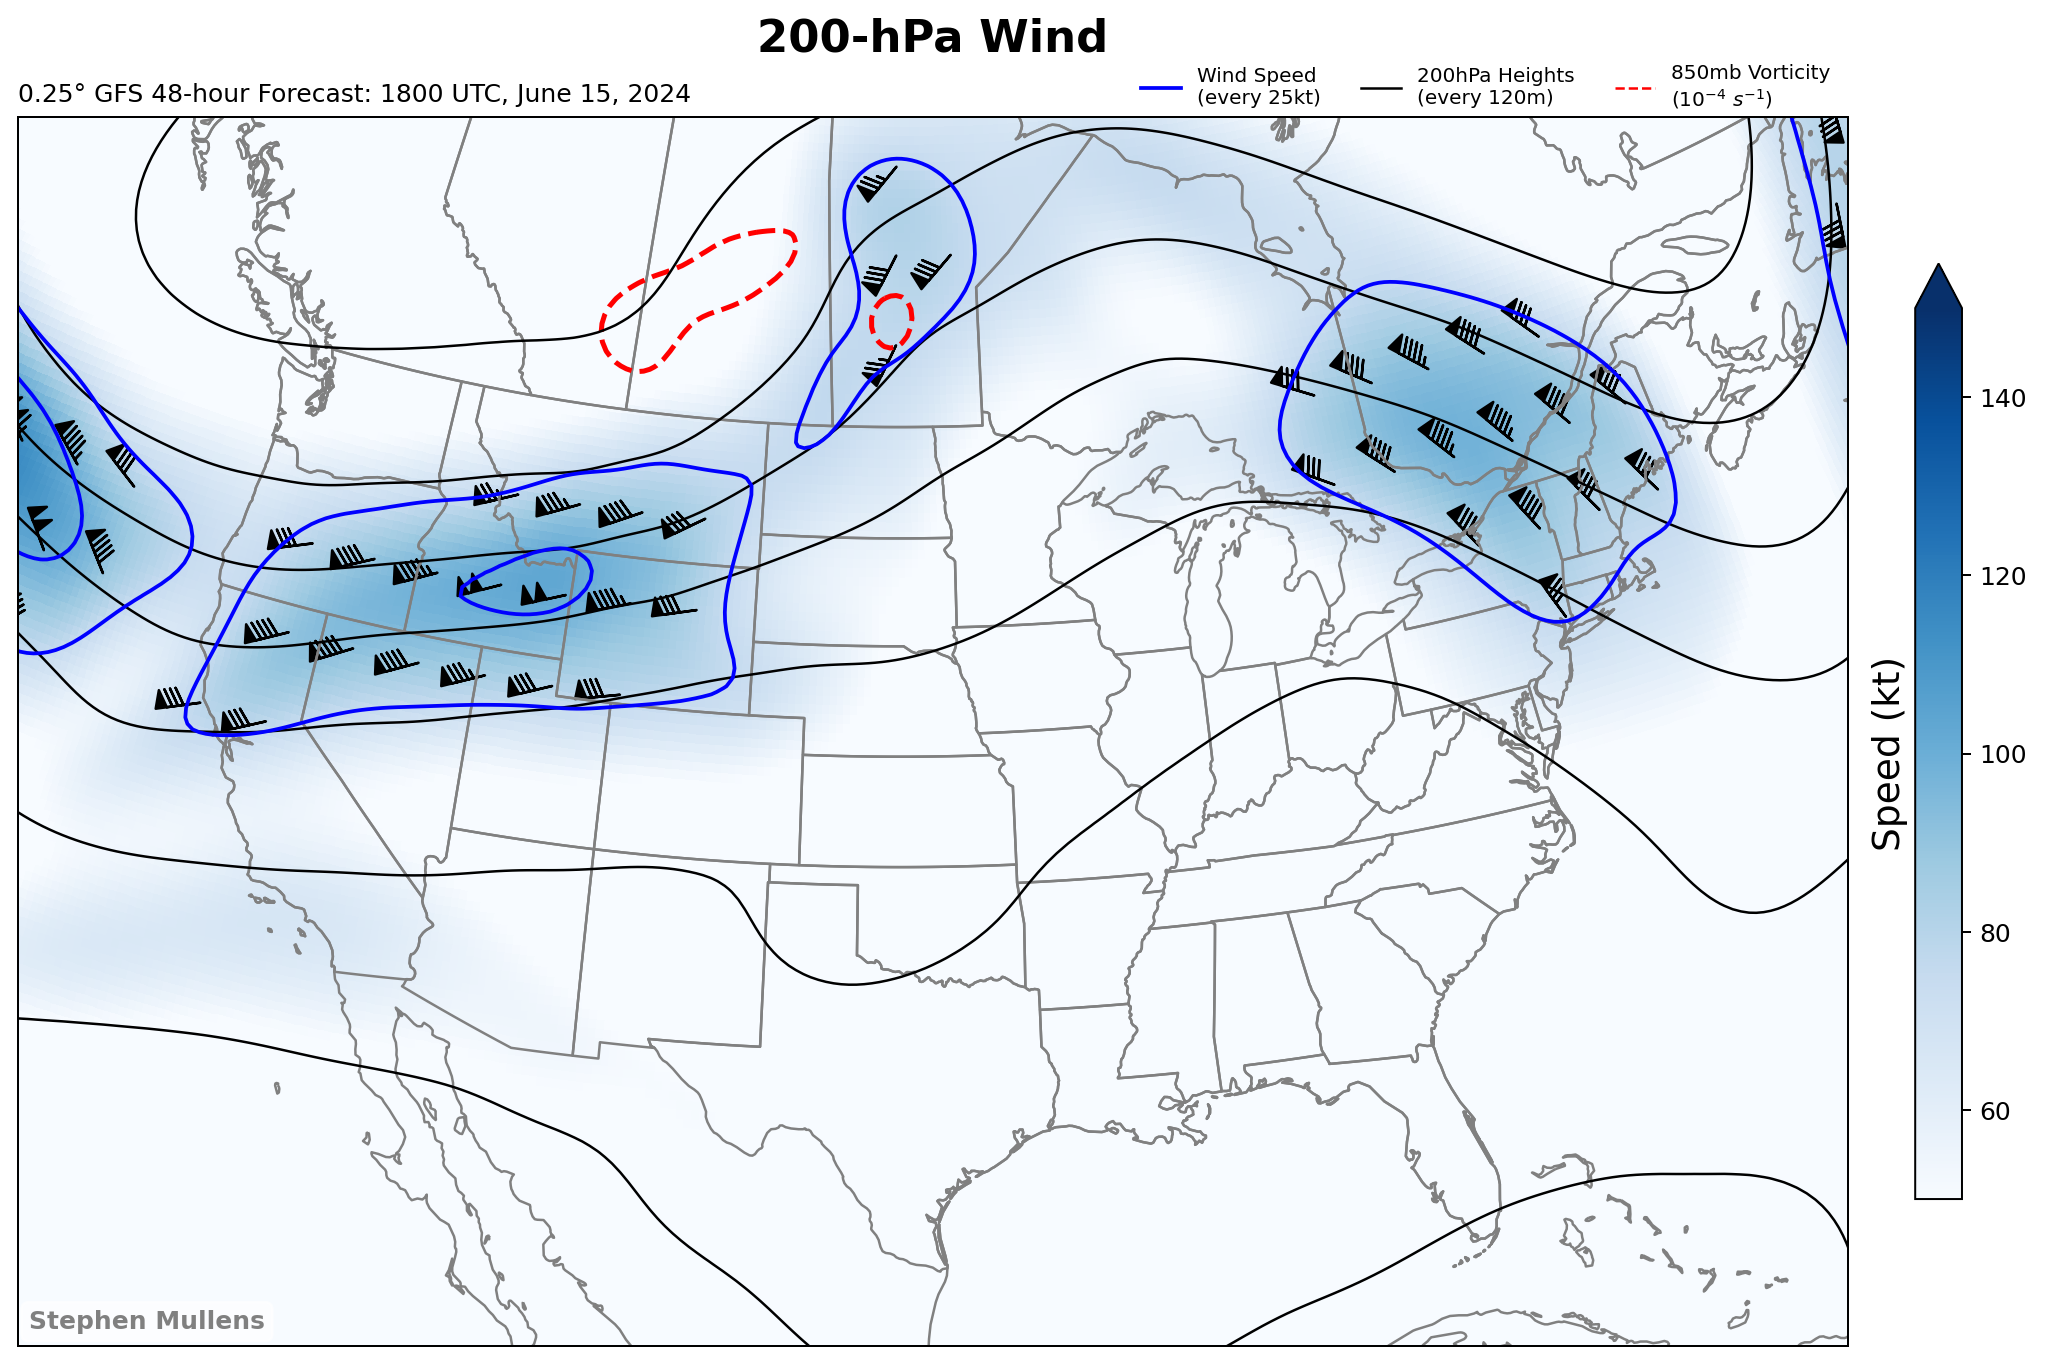 200-hPa Wind
0.25° GFS 48-hour Forecast: 1800 UTC, June 15, 2024
Wind Speed
(every 25kt)
200hPa Heights
(every 120m)
850mb Vorticity
(10⁻⁴ s⁻¹)
140
120
100
80
60
Speed (kt)
Stephen Mullens